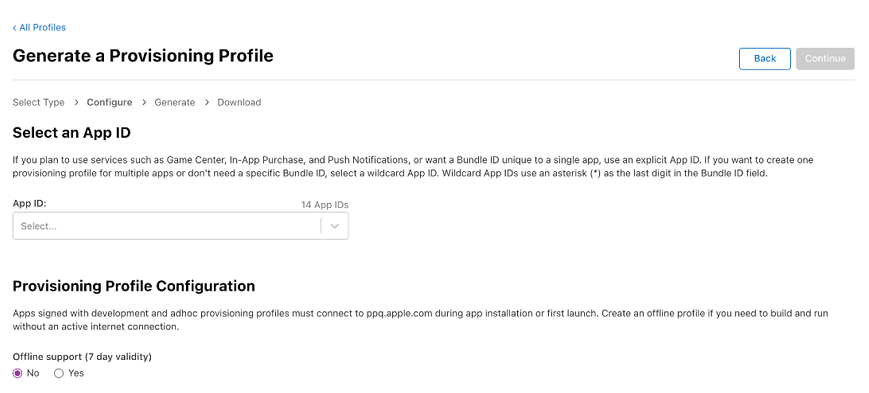 ‹ All Profiles
Generate a Provisioning Profile
Back
Continue
Select Type > Configure > Generate > Download
Select an App ID
If you plan to use services such as Game Center, In-App Purchase, and Push Notifications, or want a Bundle ID unique to a single app, use an explicit App ID. If you want to create one
provisioning profile for multiple apps or don't need a specific Bundle ID, select a wildcard App ID. Wildcard App IDs use an asterisk (*) as the last digit in the Bundle ID field.
App ID:
14 App IDs
Select...
Provisioning Profile Configuration
Apps signed with development and adhoc provisioning profiles must connect to ppq.apple.com during app installation or first launch. Create an offline profile if you need to build and run
without an active internet connection.
Offline support (7 day validity)
No Yes